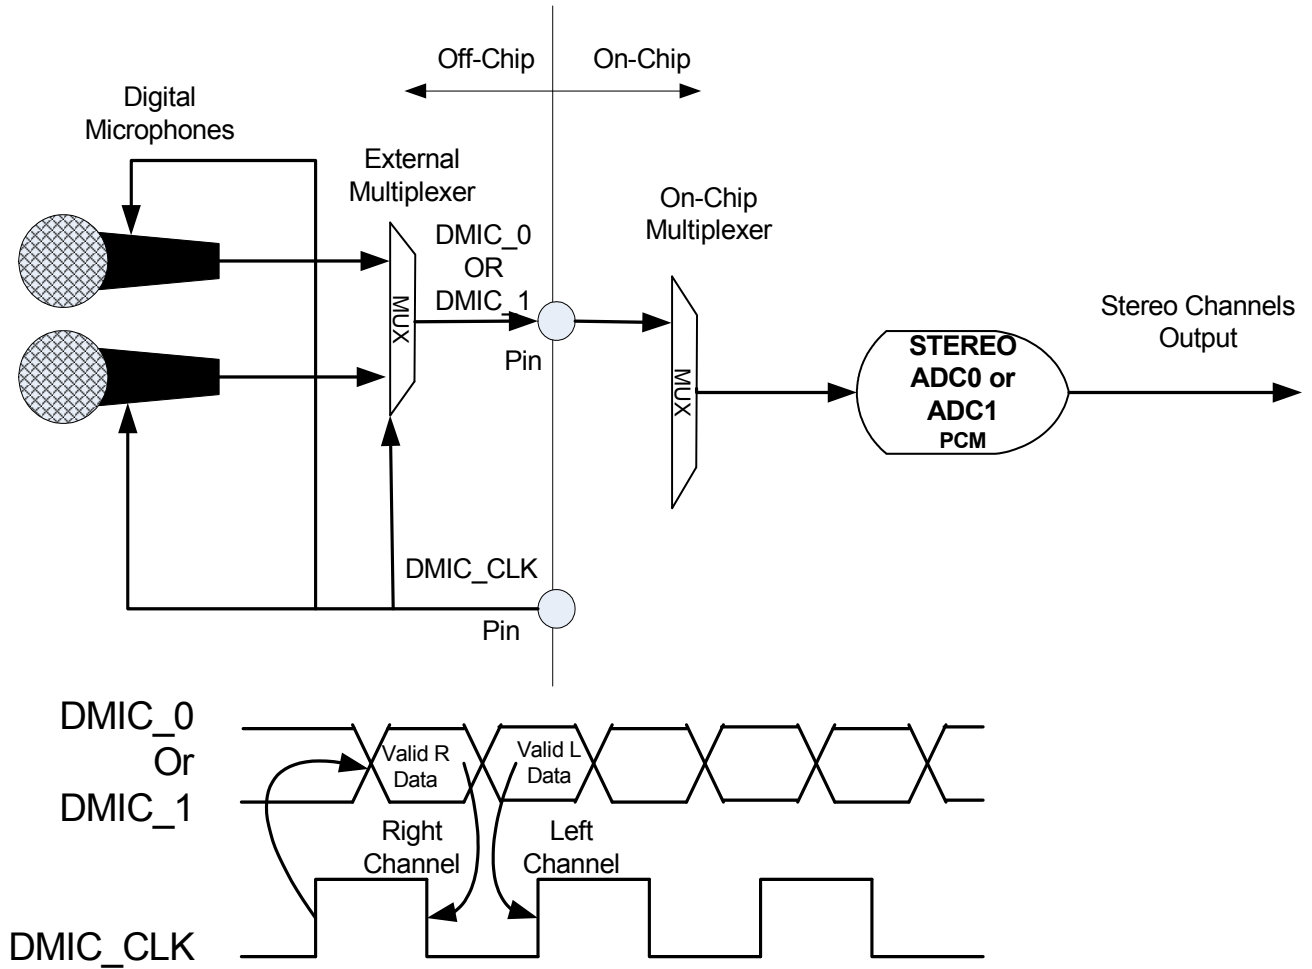 Off-Chip
On-Chip
Digital
Microphones
External
Multiplexer
On-Chip
Multiplexer
DMIC_0
OR
DMIC_1
MUX
Pin
MUX
STEREO
ADC0 or
ADC1
PCM
Stereo Channels
Output
DMIC_CLK
Pin
DMIC_0
Or
DMIC_1
Valid R
Data
Valid L
Data
Right
Channel
Left
Channel
DMIC_CLK